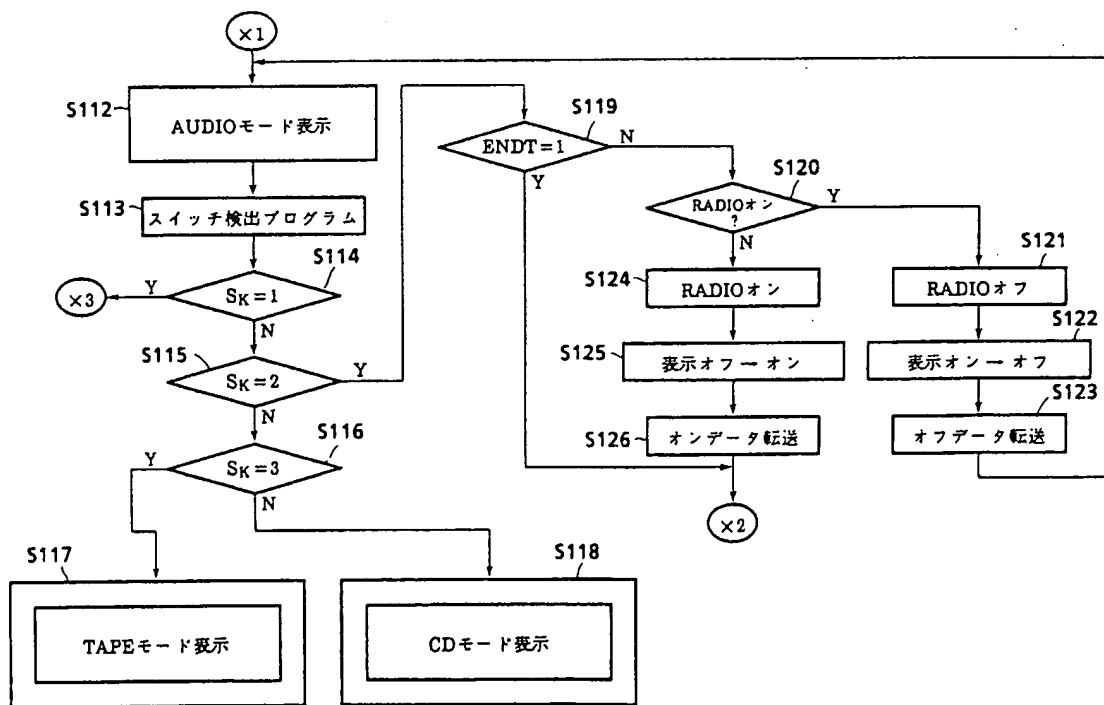 ×1
S112
AUDIOモード表示
S113
スイッチ検出プログラム
S114
SK=1
Y
N
×3
S115
SK=2
Y
N
S116
SK=3
Y
N
S117
TAPEモード表示
S118
CDモード表示
S119
ENDT=1
N
Y
S120
RADIOオン
?
Y
N
S121
RADIOオフ
S122
表示オン→オフ
S123
オフデータ転送
S124
RADIOオン
S125
表示オフ→オン
S126
オンデータ転送
×2